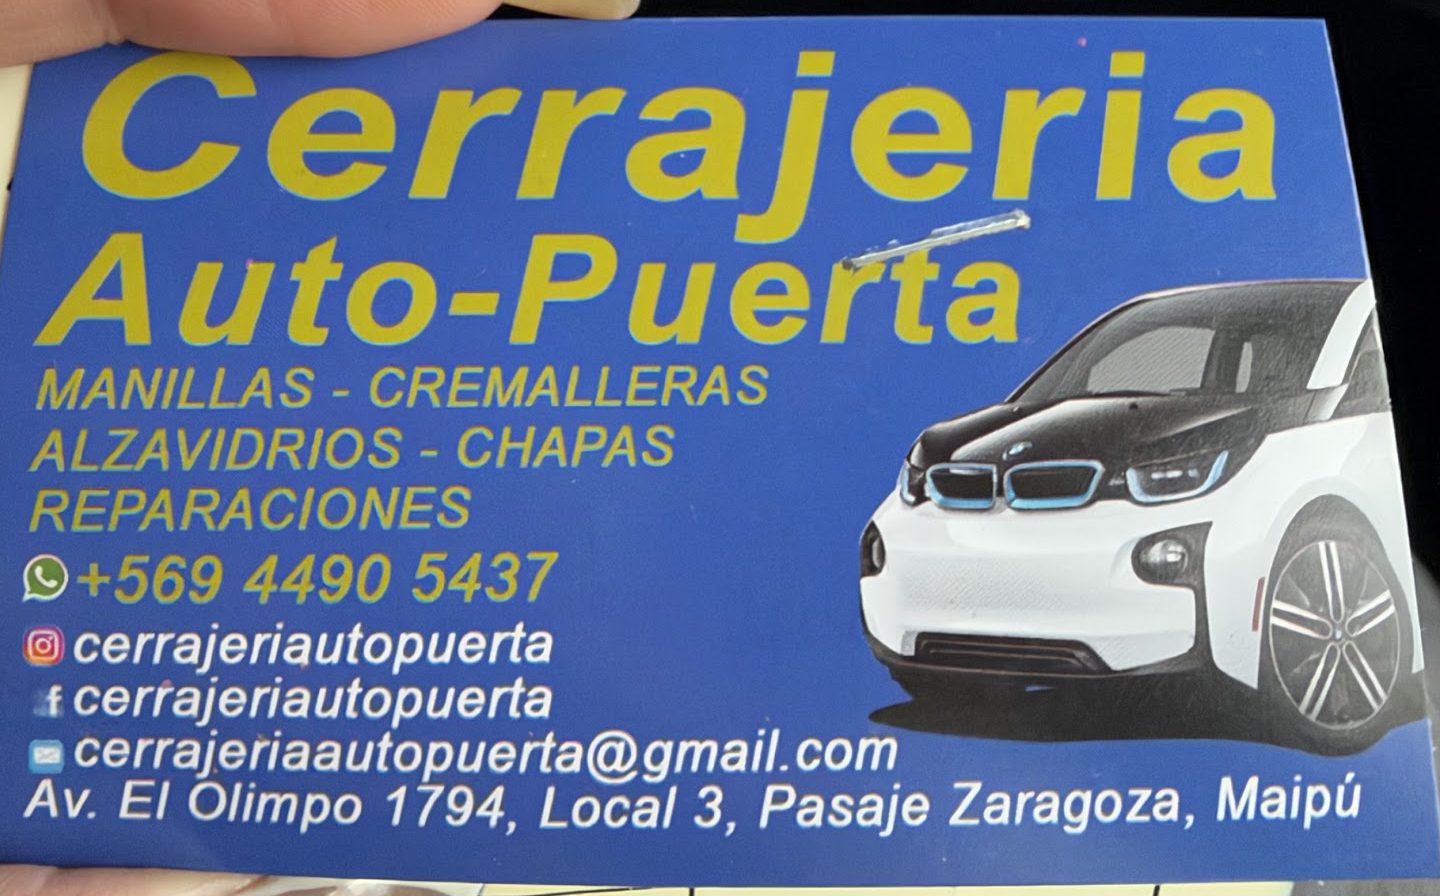 Cerrajeria
Auto-Puerta
MANILLAS - CREMALLERAS
ALZAVIDRIOS - CHAPAS
REPARACIONES
+569 4490 5437
cerrajeriautopuerta
f cerrajeriautopuerta
cerrajeriaautopuerta@gmail.com
Av. El Olimpo 1794, Local 3, Pasaje Zaragoza, Maipú